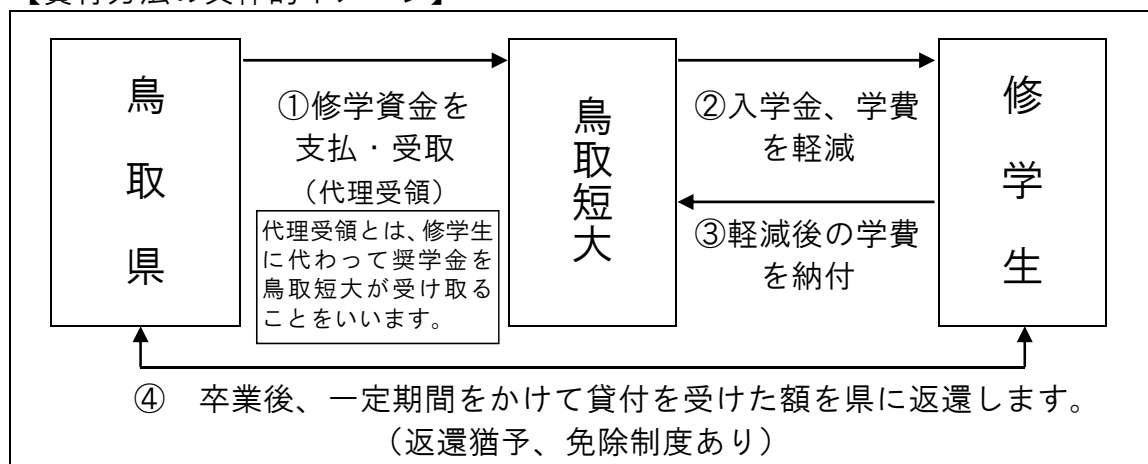 【貸付方法の具体的イメージ】
鳥取県
①修学資金を
支払・受取
（代理受領）
代理受領とは、修学生
に代わって奨学金を
鳥取短大が受け取る
ことをいいます。
鳥取短大
②入学金、学費
を軽減
③軽減後の学費
を納付
修学生
④　卒業後、一定期間をかけて貸付を受けた額を県に返還します。
（返還猶予、免除制度あり）